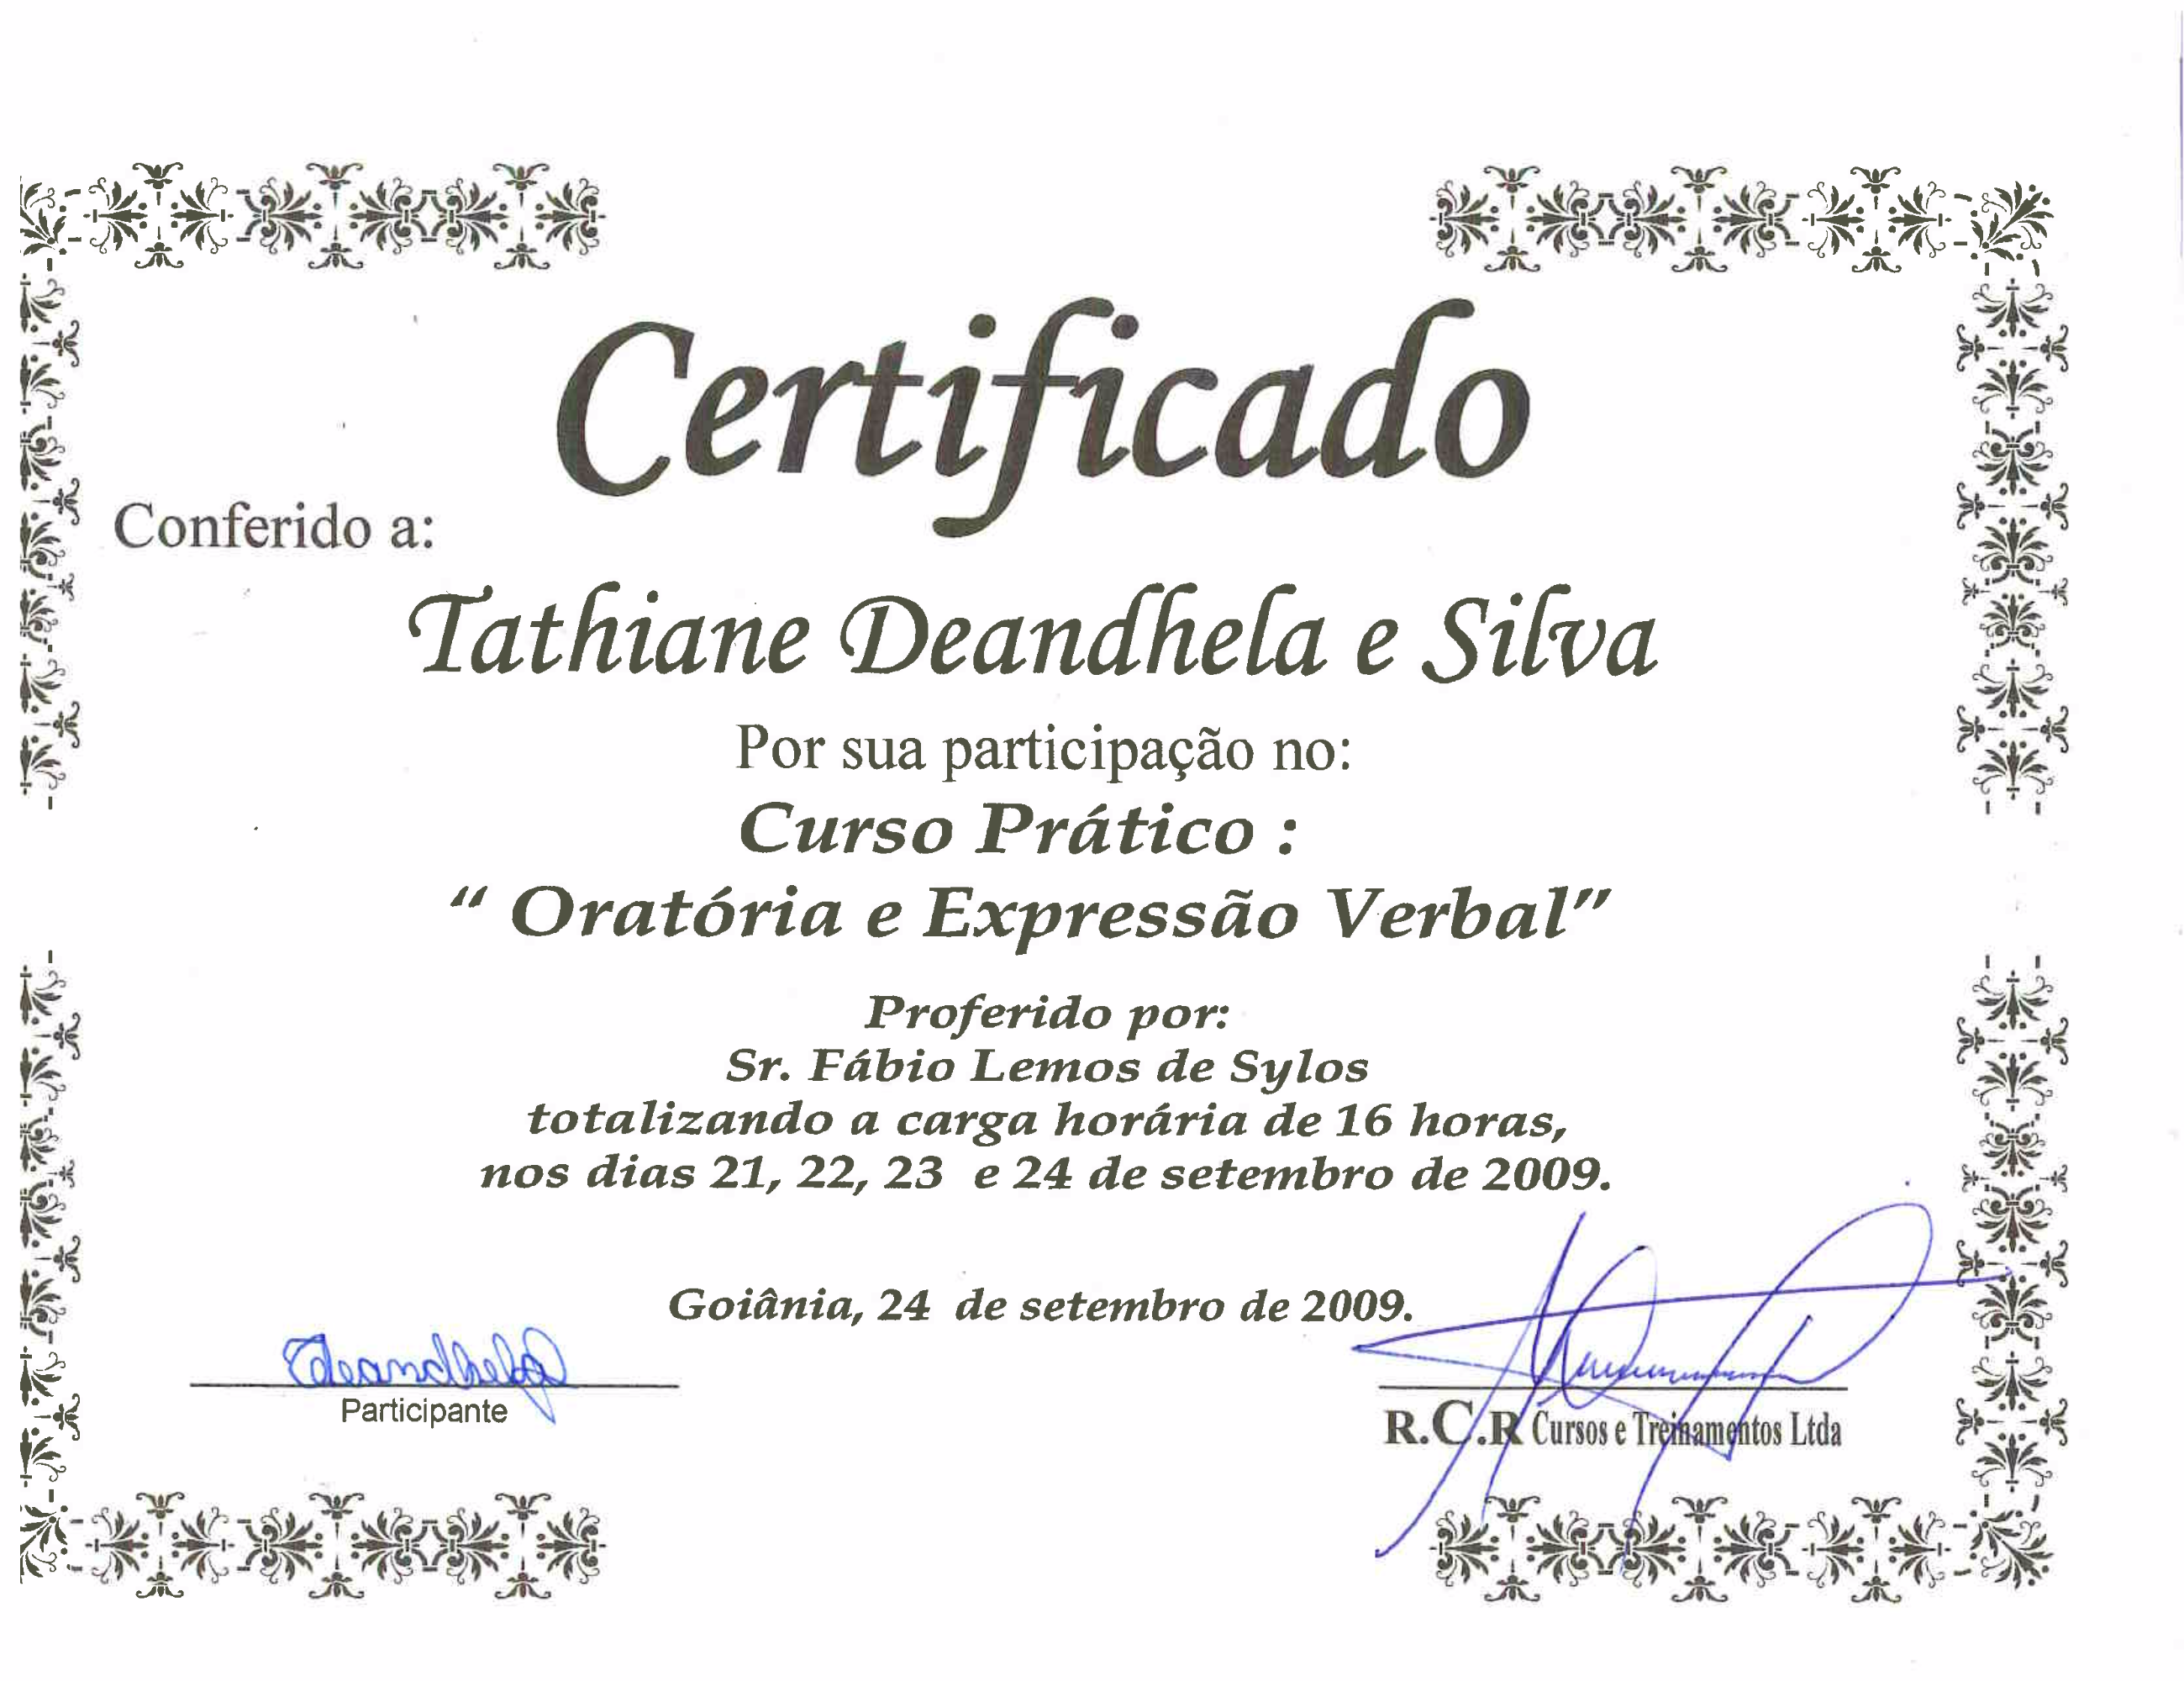 Certificado
Conferido a:
Tathiane Deandhela e Silva
Por sua participação no:
Curso Prático :
“ Oratória e Expressão Verbal”
Proferido por:
Sr. Fábio Lemos de Sylos
totalizando a carga horária de 16 horas,
nos dias 21, 22, 23 e 24 de setembro de 2009.
Goiânia, 24 de setembro de 2009.
Tdeandhela
Participante
R.C.R Cursos e Treinamentos Ltda